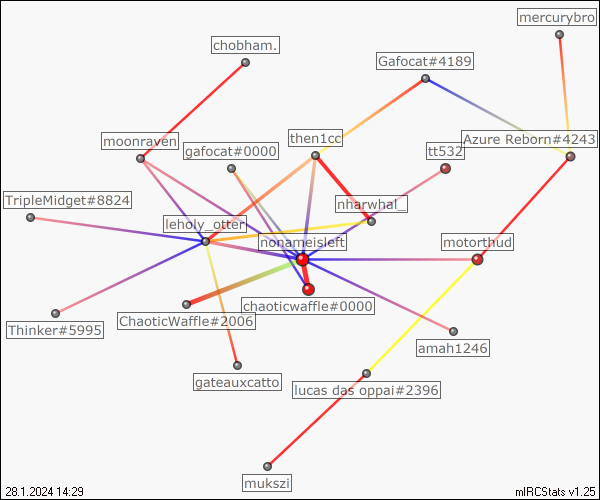 mercurybro
chobham.
Gafocat#4189
moonraven
gafocat#0000
then1cc
tt532
Azure Reborn#4243
TripleMidget#8824
nharwhal_
leholy_otter
nonameisleft
motorthud
Thinker#5995
ChaoticWaffle#2006
chaoticwaffle#0000
amah1246
gateauxcatto
lucas das oppai#2396
mukszi
28.1.2024 14:29
mIRCStats v1.25